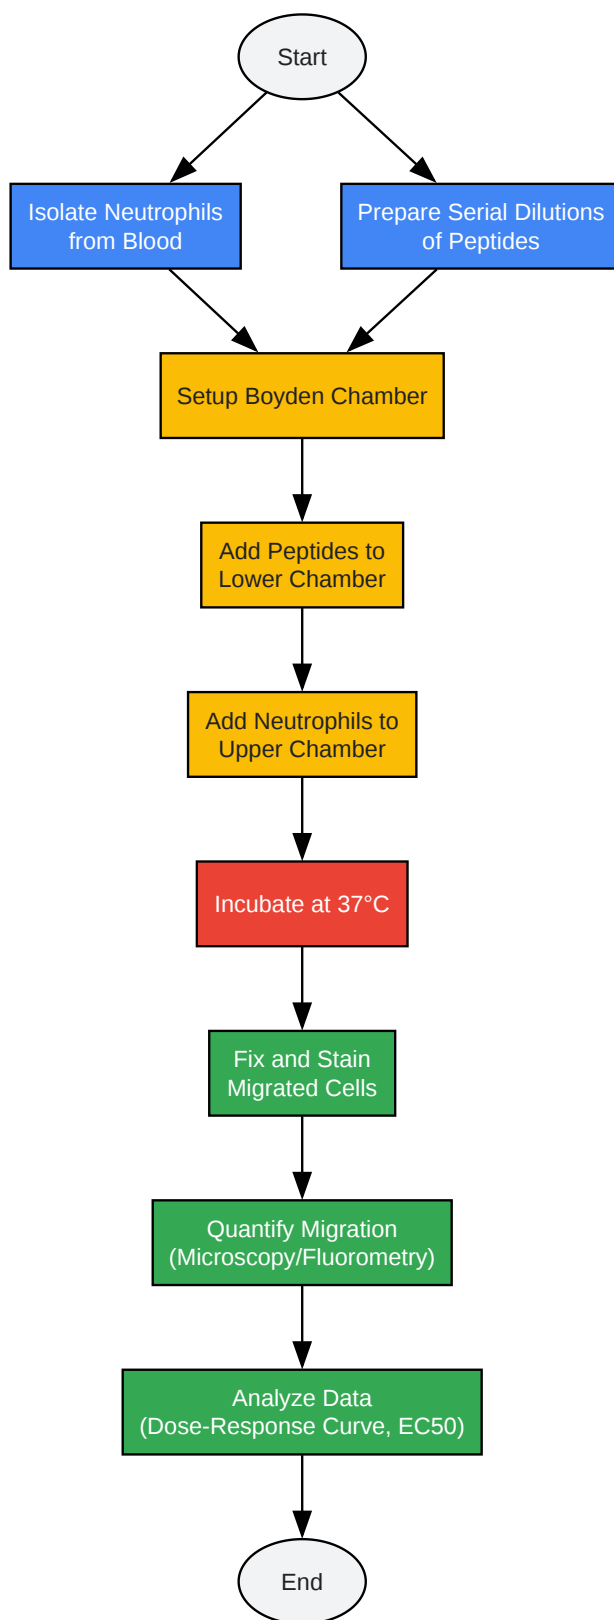 Start
Isolate Neutrophils
from Blood
Prepare Serial Dilutions
of Peptides
Setup Boyden Chamber
Add Peptides to
Lower Chamber
Add Neutrophils to
Upper Chamber
Incubate at 37°C
Fix and Stain
Migrated Cells
Quantify Migration
(Microscopy/Fluorometry)
Analyze Data
(Dose-Response Curve, EC50)
End